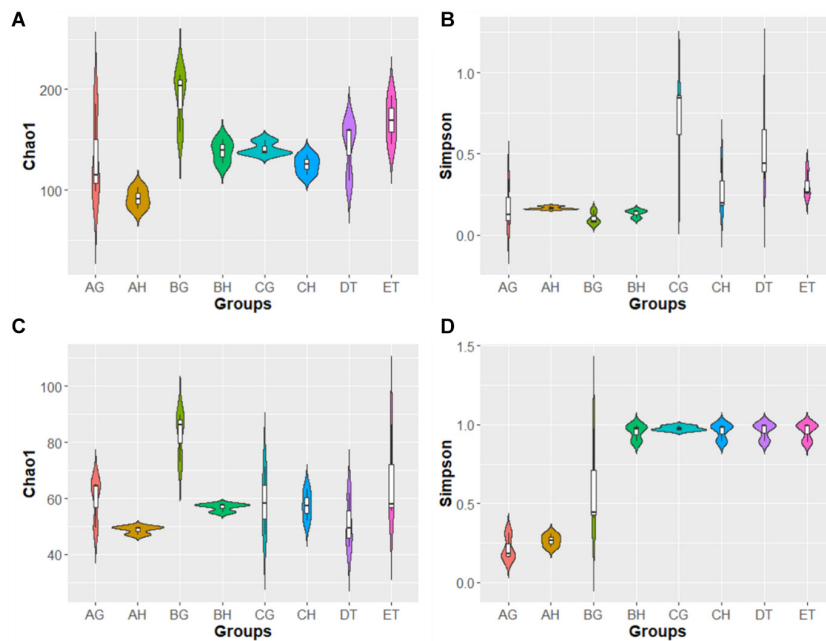 A
Chao1
200
100
AG AH BG BH CG CH DT ET
Groups
B
Simpson
1.0
0.5
0.0
AG AH BG BH CG CH DT ET
Groups
C
Chao1
100
80
60
40
AG AH BG BH CG CH DT ET
Groups
D
Simpson
1.5
1.0
0.5
0.0
AG AH BG BH CG CH DT ET
Groups